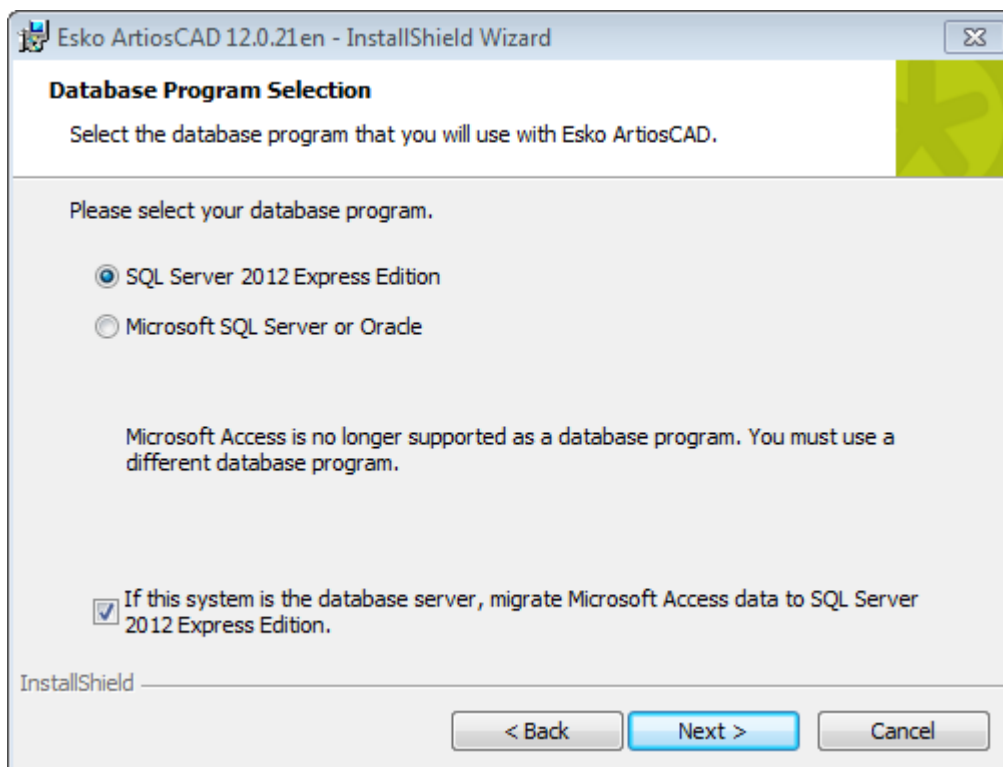 Esko ArtiosCAD 12.0.21en - InstallShield Wizard
Database Program Selection
Select the database program that you will use with Esko ArtiosCAD.
Please select your database program.
SQL Server 2012 Express Edition
Microsoft SQL Server or Oracle
Microsoft Access is no longer supported as a database program. You must use a
different database program.
If this system is the database server, migrate Microsoft Access data to SQL Server
2012 Express Edition.
InstallShield
< Back
Next >
Cancel